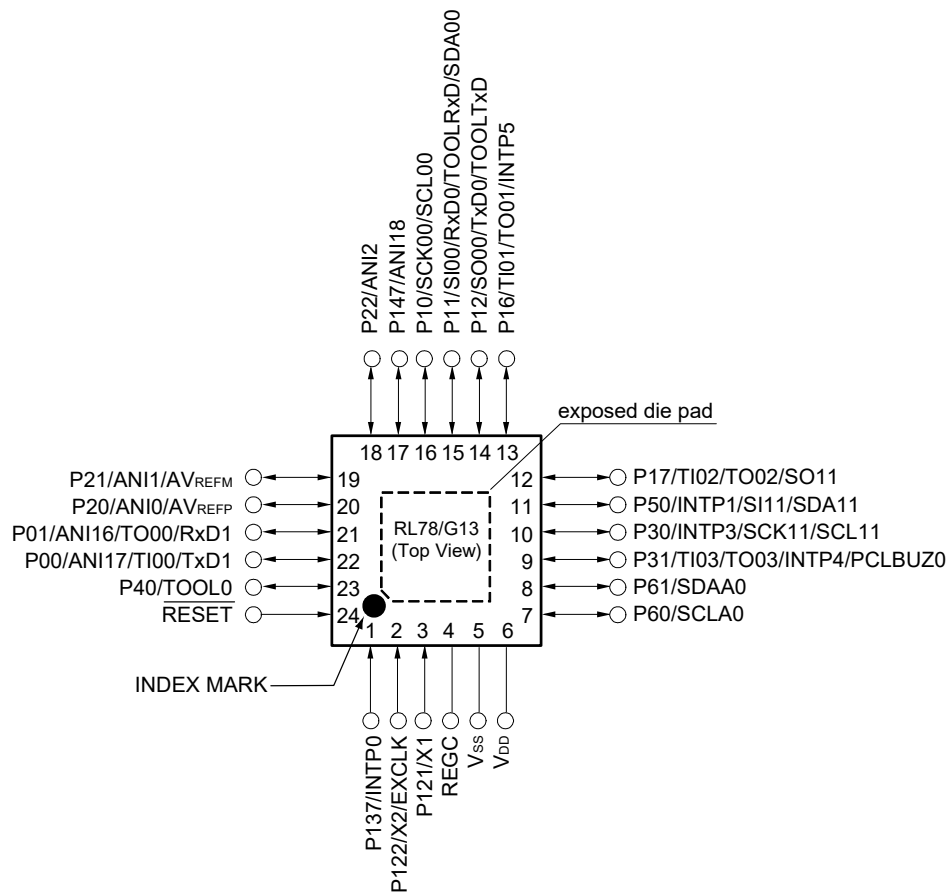 P22/ANI2
P147/ANI18
P10/SCK00/SCL00
P11/SI00/RxD0/TOOLRxD/SDA00
P12/SO00/TxD0/TOOLTxD
P16/TI01/TO01/INTP5
exposed die pad
18 17 16 15 14 13
P21/ANI1/AVREFM 19
P20/ANI0/AVREFP 20
P01/ANI16/TO00/RxD1 21
P00/ANI17/TI00/TxD1 22
P40/TOOL0 23
RESET 24
RL78/G13
(Top View)
12 P17/TI02/TO02/SO11
11 P50/INTP1/SI11/SDA11
10 P30/INTP3/SCK11/SCL11
9 P31/TI03/TO03/INTP4/PCLBUZ0
8 P61/SDAA0
7 P60/SCLA0
1 2 3 4 5 6
INDEX MARK
P137/INTP0
P122/X2/EXCLK
P121/X1
REGC
VSS
VDD